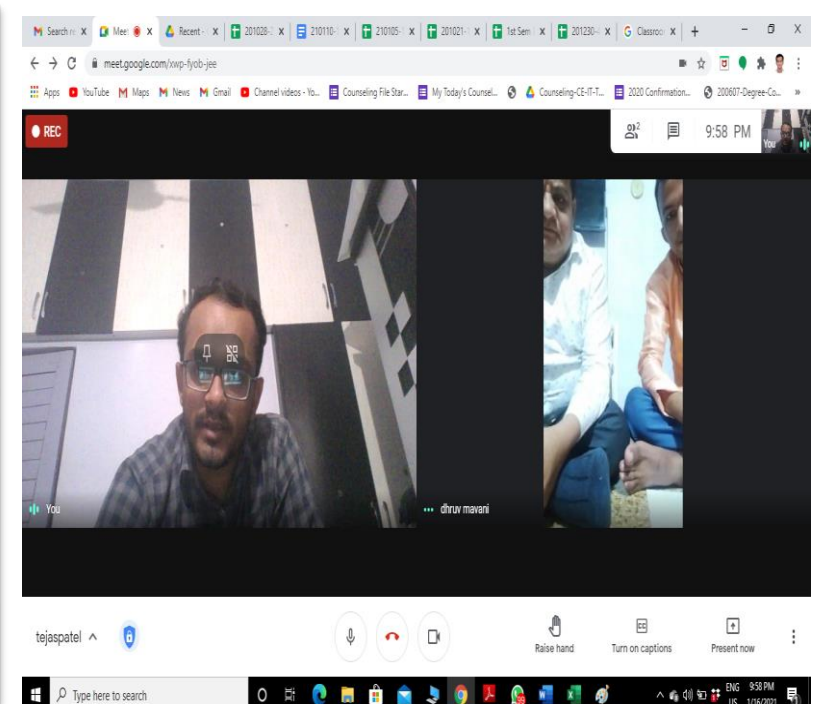 Search re
Meet
Recent -
201028-2
210110-
210105-
201021-
1st Sem
201230-
Classroo
meet.google.com/xwp-fyob-jee
Apps YouTube Maps News Gmail Channel videos - Yo... Counseling File Star... My Today's Counsel... Counseling-CE-IT-T... 2020 Confirmation... 200607-Degree-Co... »
REC
2
9:58 PM
You
You
dhruv mavani
tejaspatel
Raise hand
Turn on captions
Present now
Type here to search
ENG 9:58 PM
US 1/16/2021